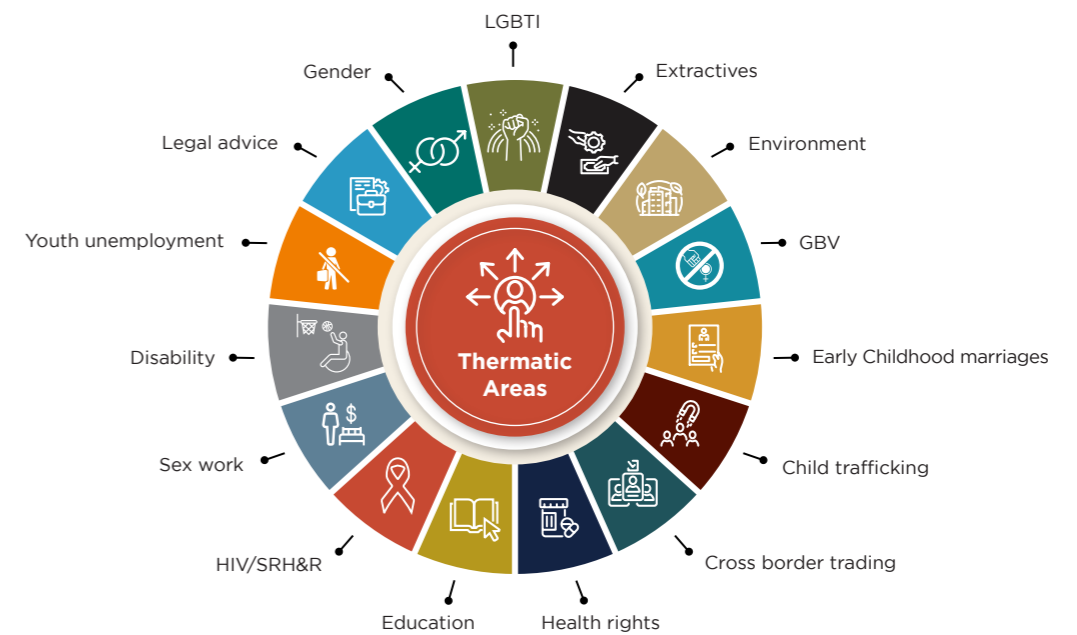 LGBTI
Gender
Extractives
Legal advice
Environment
Youth unemployment
GBV
Thermatic
Areas
Disability
Early Childhood marriages
Sex work
Child trafficking
HIV/SRH&R
Cross border trading
Education
Health rights
$